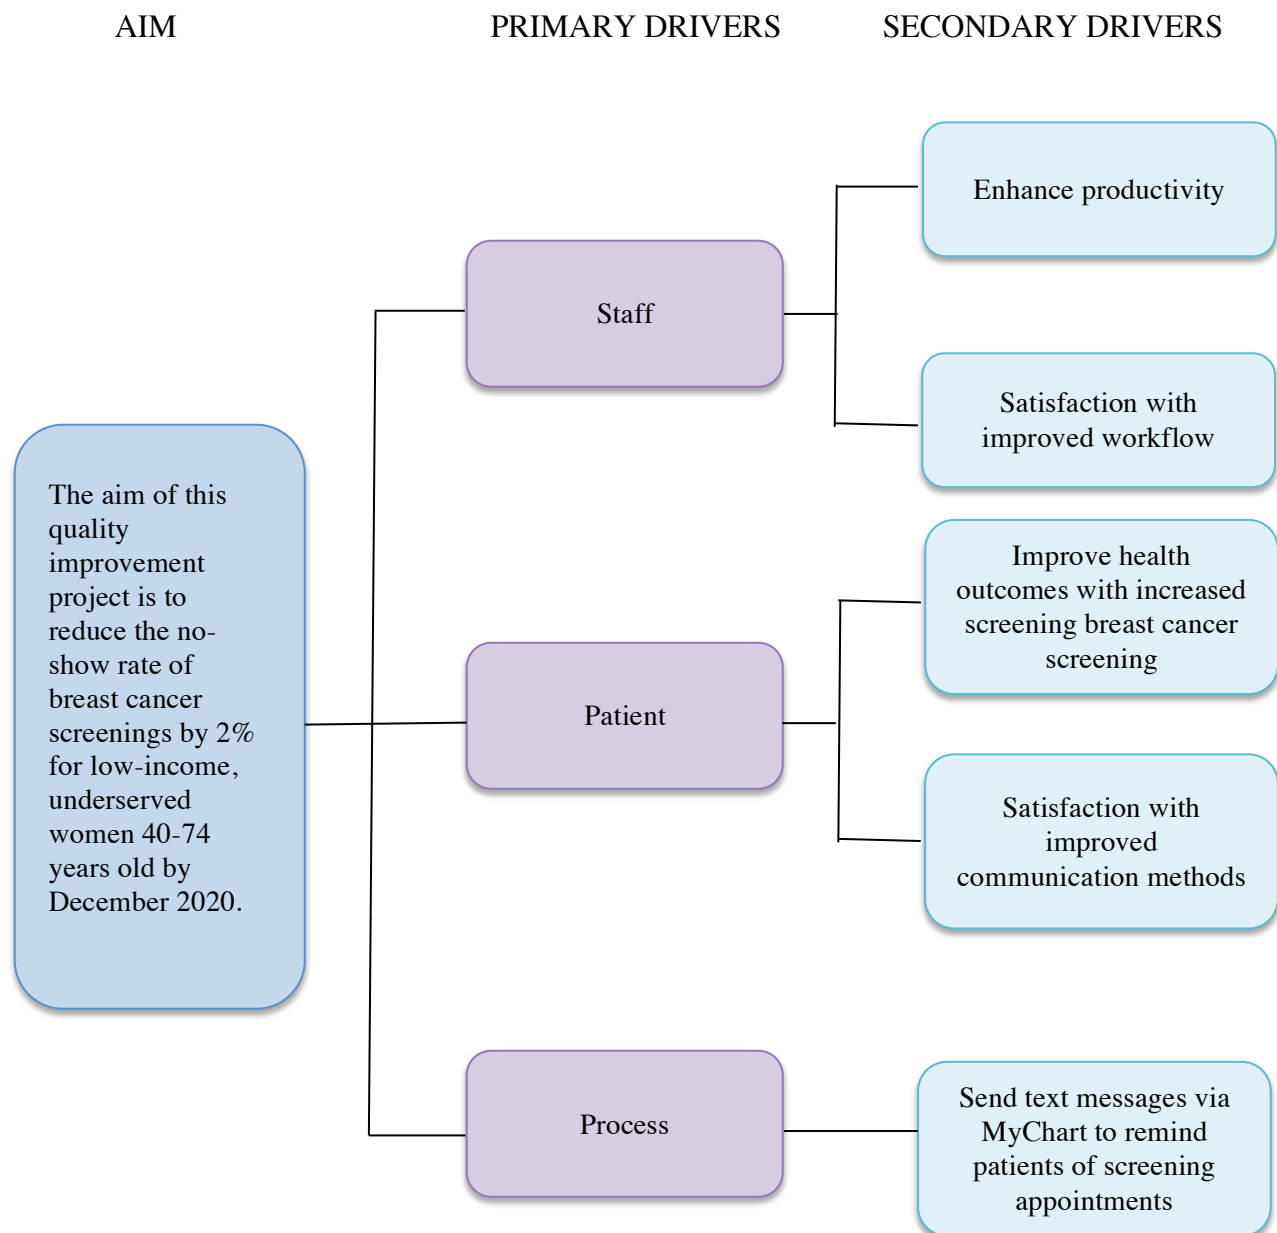 AIM
PRIMARY DRIVERS
SECONDARY DRIVERS
The aim of this
quality
improvement
project is to
reduce the no-
show rate of
breast cancer
screenings by 2%
for low-income,
underserved
women 40-74
years old by
December 2020.
Staff
Enhance productivity
Satisfaction with
improved workflow
Patient
Improve health
outcomes with increased
screening breast cancer
screening
Satisfaction with
improved
communication methods
Process
Send text messages via
MyChart to remind
patients of screening
appointments